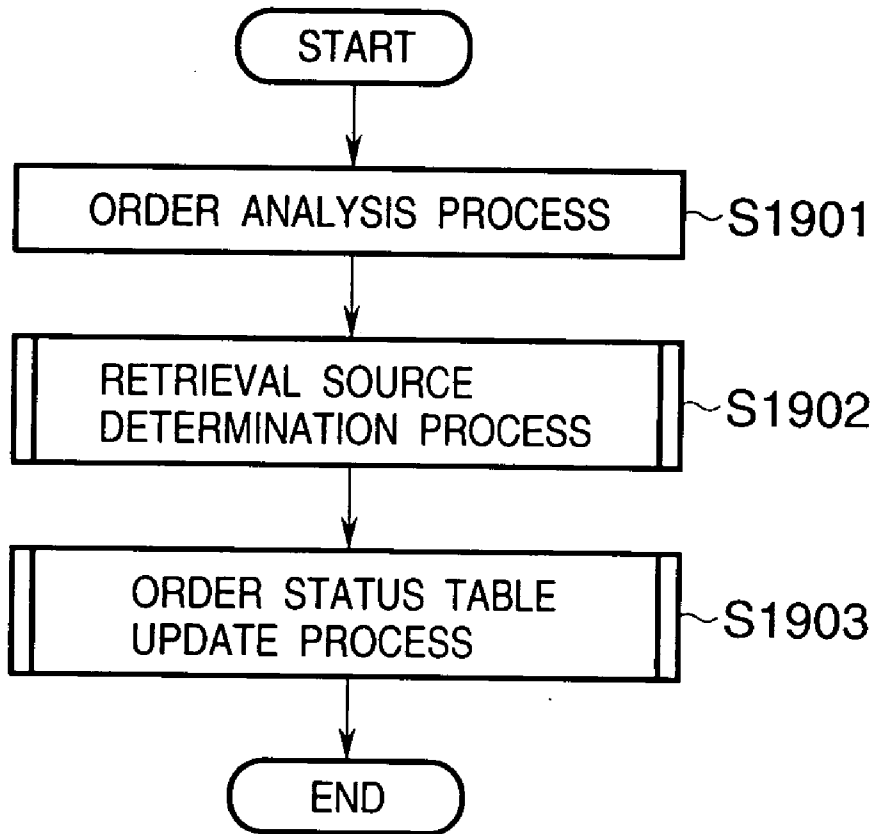 START
ORDER ANALYSIS PROCESS
S1901
RETRIEVAL SOURCE
DETERMINATION PROCESS
S1902
ORDER STATUS TABLE
UPDATE PROCESS
S1903
END